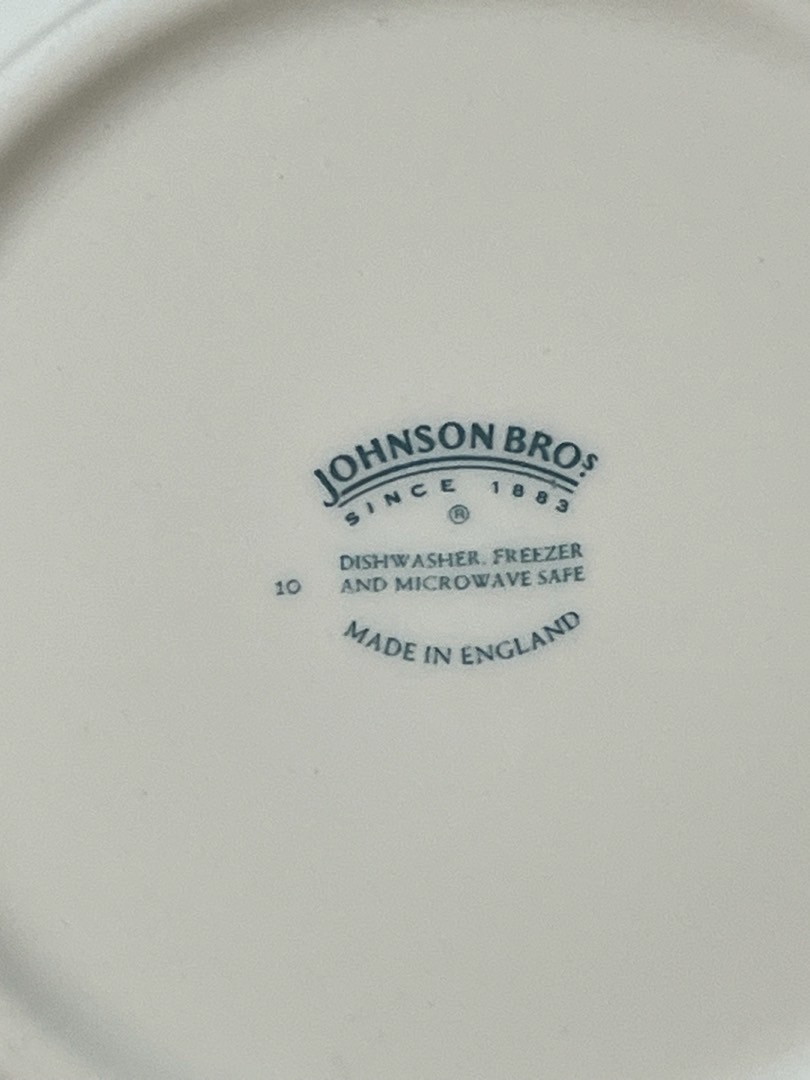 JOHNSON BROS
SINCE 1883
®
DISHWASHER, FREEZER
10 AND MICROWAVE SAFE
MADE IN ENGLAND